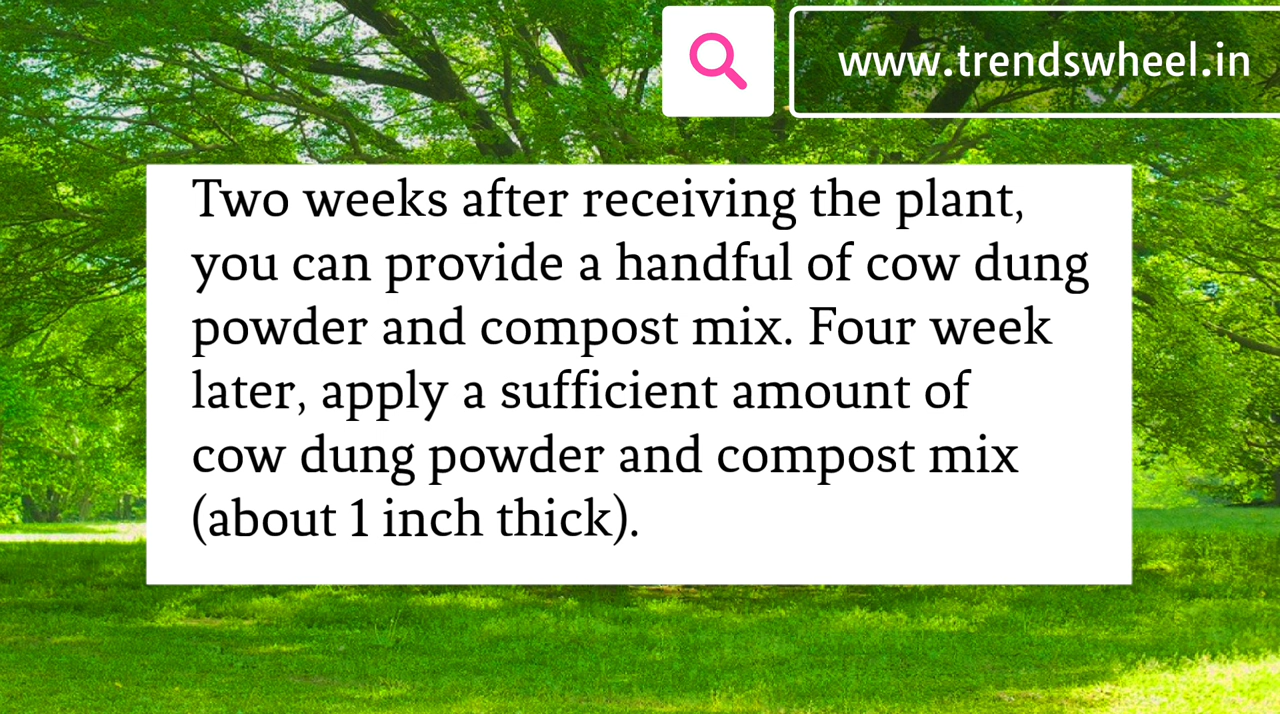 www.trendswheel.in
Two weeks after receiving the plant,
you can provide a handful of cow dung
powder and compost mix. Four week
later, apply a sufficient amount of
cow dung powder and compost mix
(about 1 inch thick).